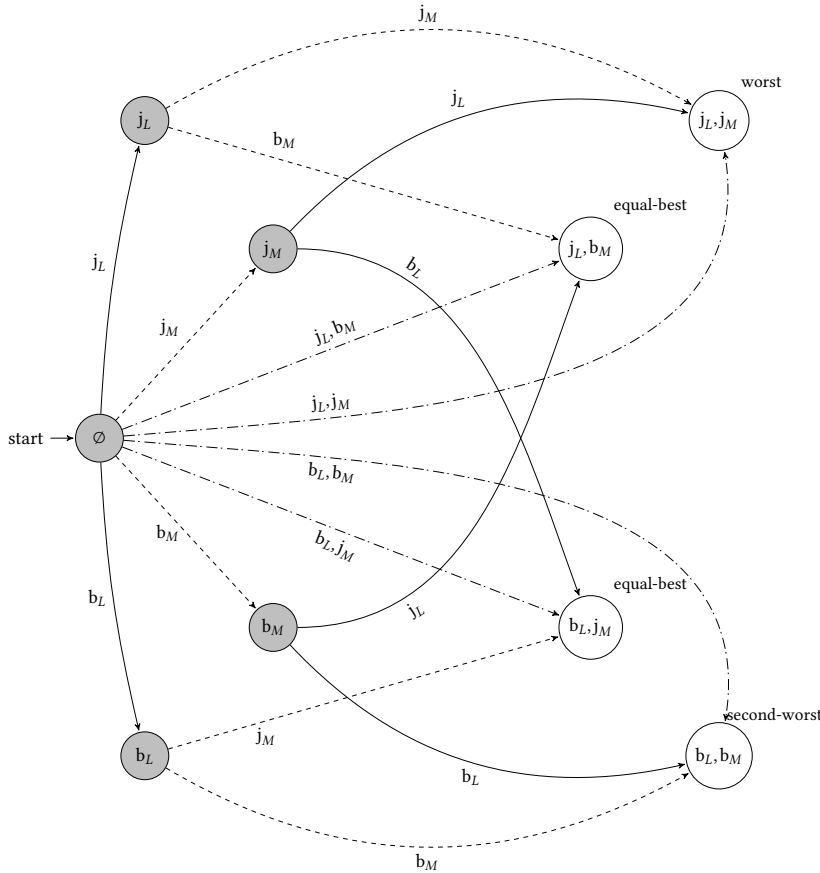 j_M
worst
j_L
j_L
j_L,j_M
b_M
equal-best
j_M
j_L,b_M
b_L
j_L
j_M
j_L,b_M
j_L,j_M
start
∅
b_L,b_M
b_M
b_L,j_M
equal-best
b_L
j_L
b_M
b_L,j_M
second-worst
j_M
b_L
b_L,b_M
b_L
b_M